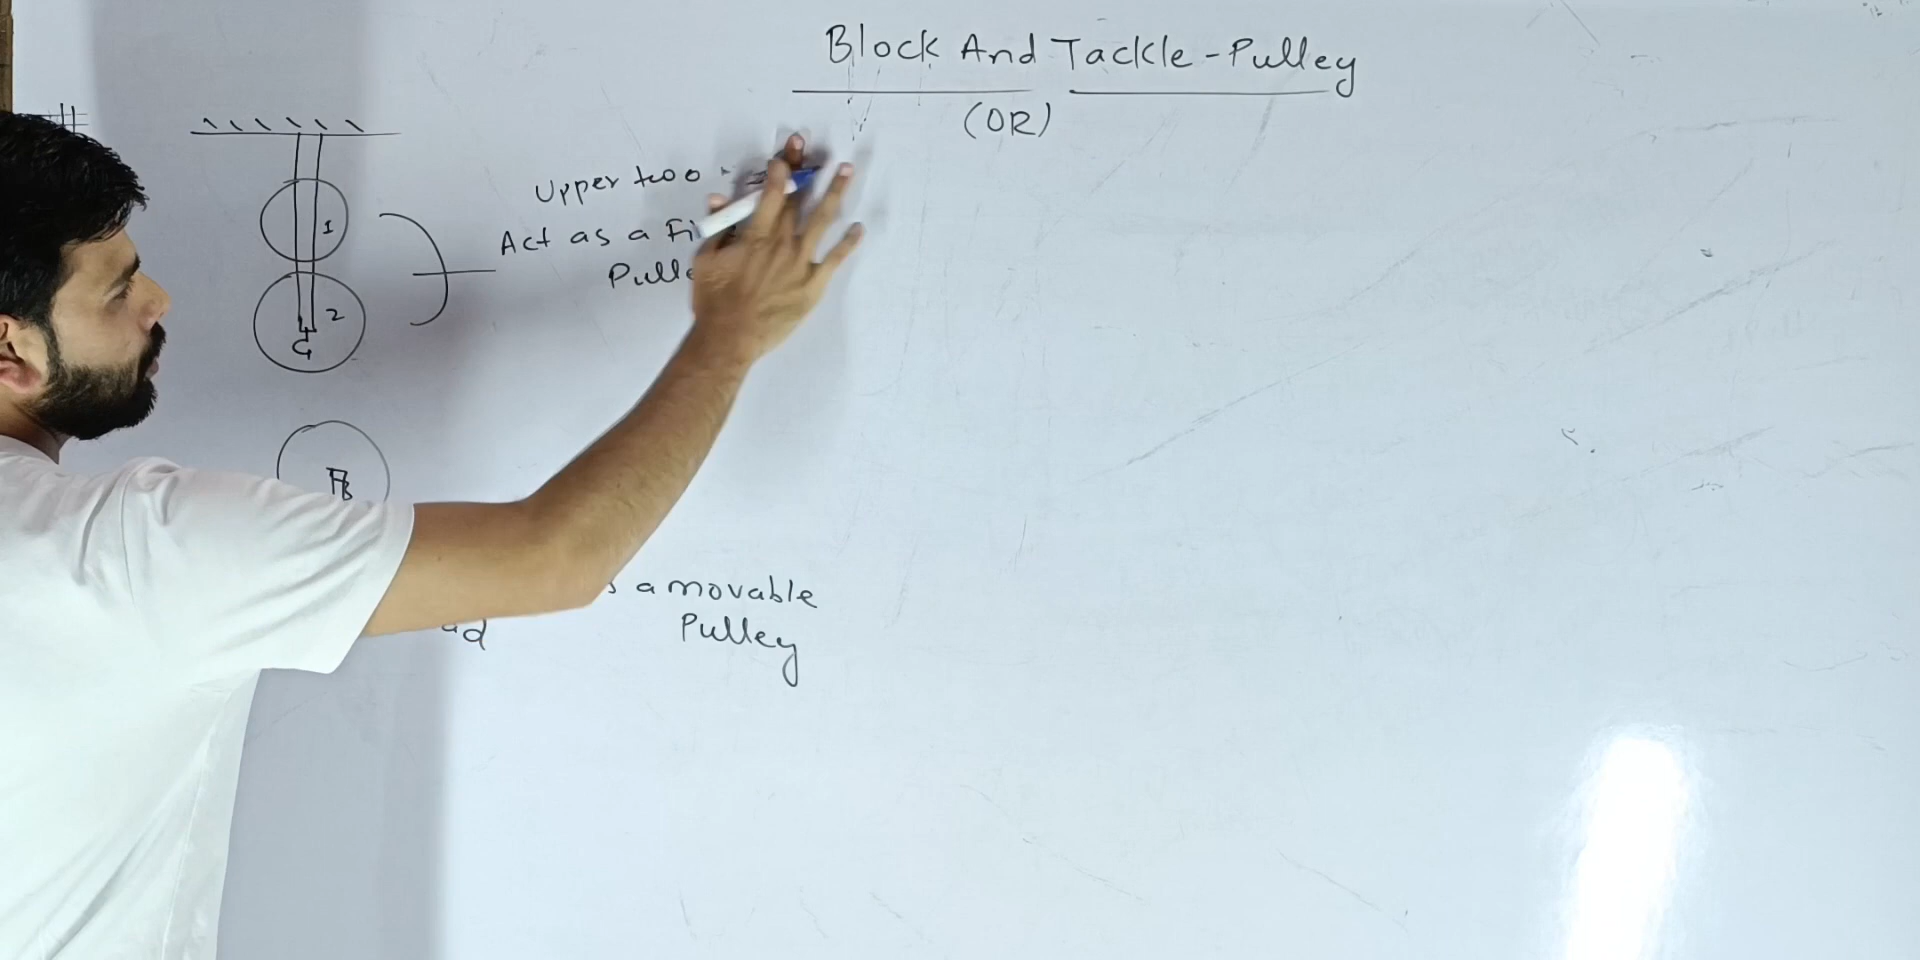 Block And Tackle-Pulley
(OR)
Upper two
Act as a
1
2
G
a movable
Pulley